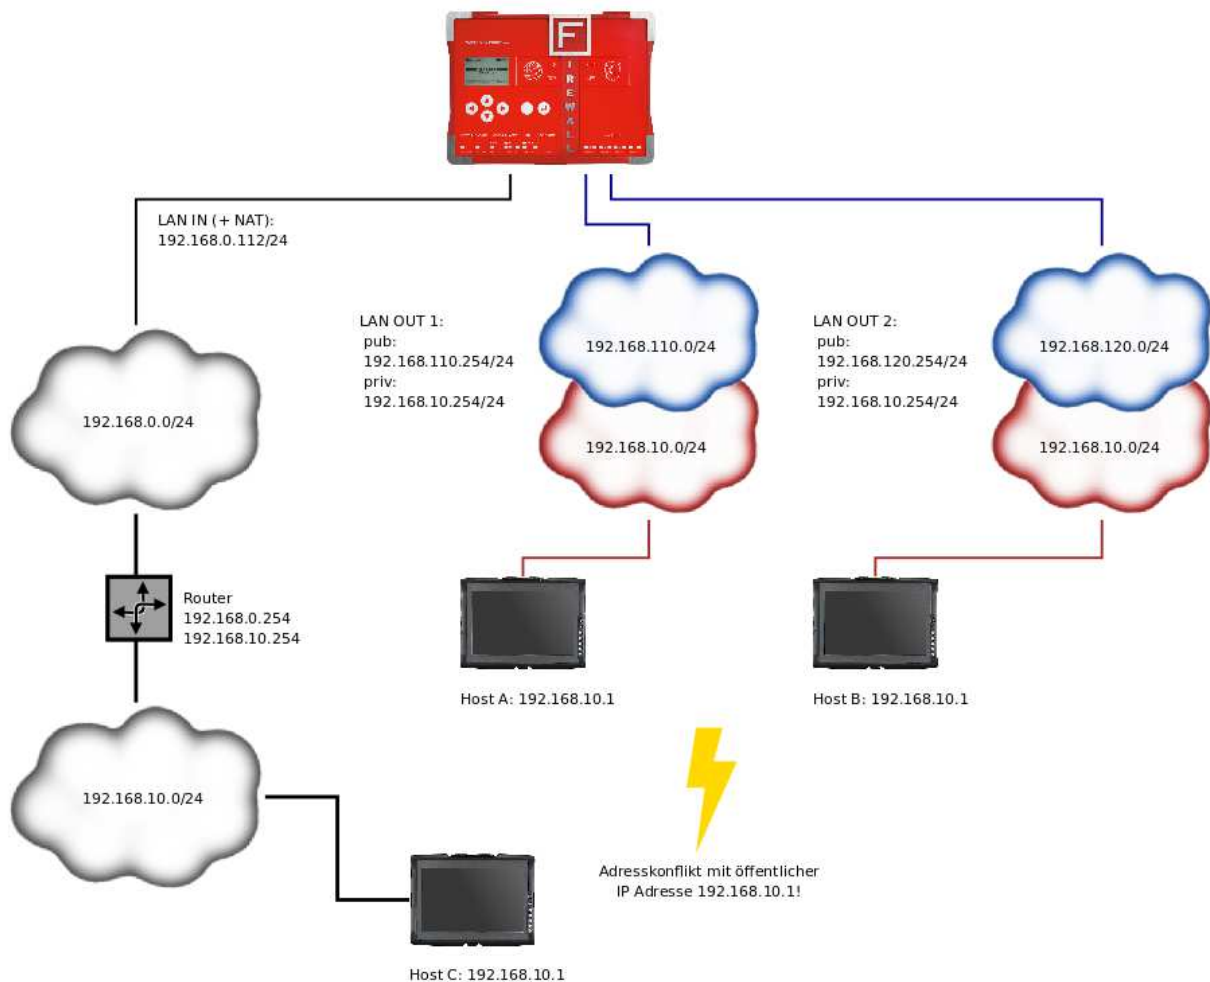 F
IREWALL
LAN IN (+ NAT):
192.168.0.112/24
LAN OUT 1:
pub:
192.168.110.254/24
priv:
192.168.10.254/24
192.168.110.0/24
192.168.10.0/24
LAN OUT 2:
pub:
192.168.120.254/24
priv:
192.168.10.254/24
192.168.120.0/24
192.168.10.0/24
192.168.0.0/24
Router
192.168.0.254
192.168.10.254
Host A: 192.168.10.1
Host B: 192.168.10.1
192.168.10.0/24
Adresskonflikt mit öffentlicher
IP Adresse 192.168.10.1!
Host C: 192.168.10.1